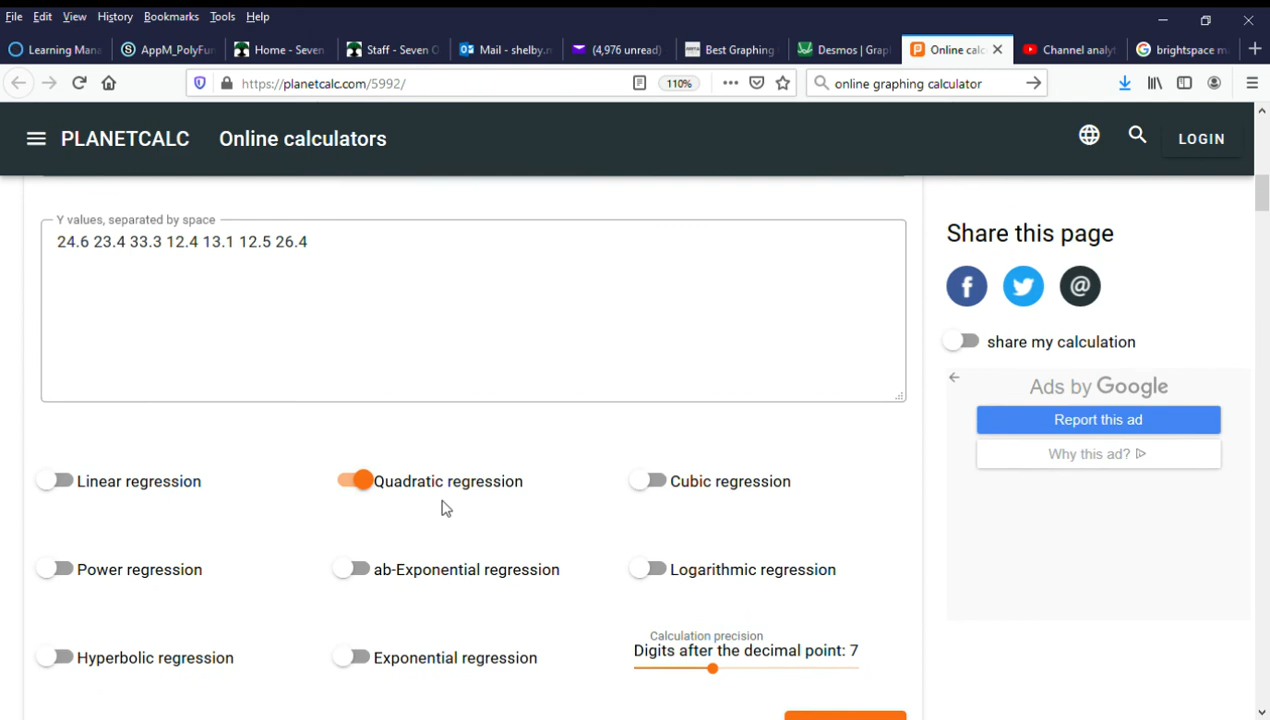 File Edit View History Bookmarks Tools Help
Learning Mana AppM_PolyFun Home - Seven Staff - Seven O Mail - shelby.m (4,976 unread) Best Graphing Desmos | Grap Online calc Channel analyt brightspace m
https://planetcalc.com/5992/ 110% online graphing calculator
PLANETCALC Online calculators LOGIN
Y values, separated by space
24.6 23.4 33.3 12.4 13.1 12.5 26.4
Share this page
share my calculation
Ads by Google
Report this ad
Why this ad?
Linear regression Quadratic regression Cubic regression
Power regression ab-Exponential regression Logarithmic regression
Calculation precision
Digits after the decimal point: 7
Hyperbolic regression Exponential regression